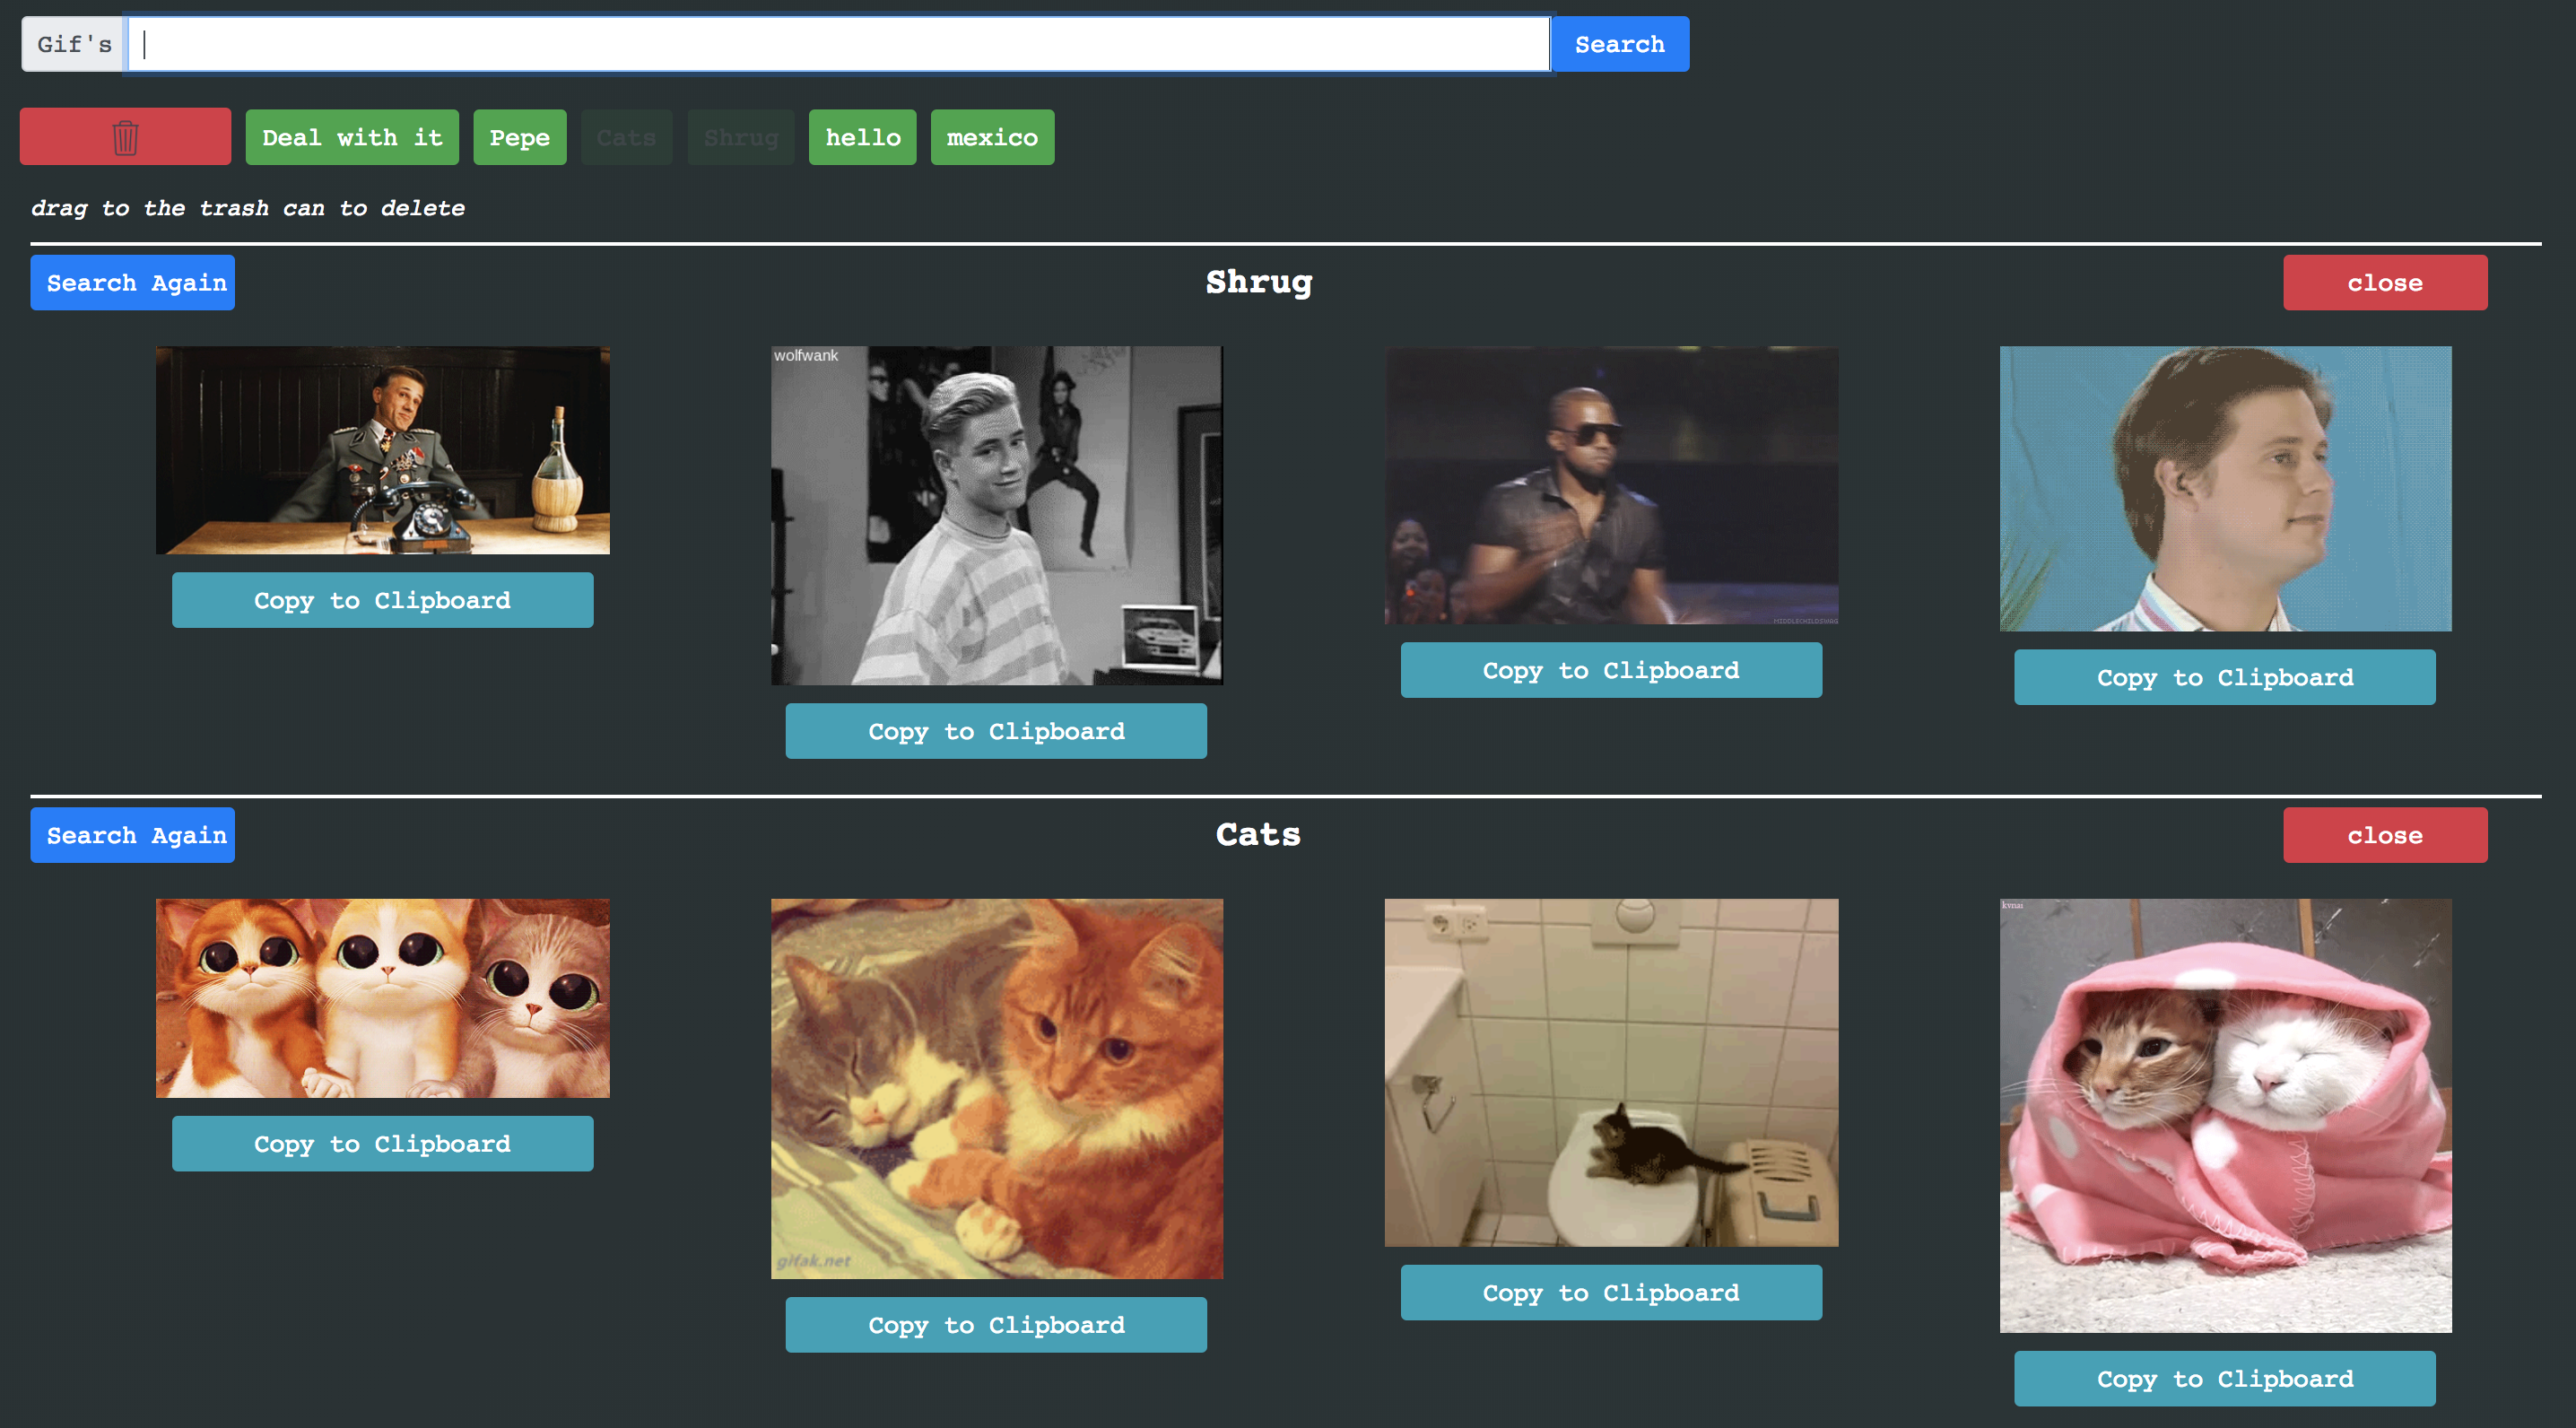 Gif's Search
Deal with it Pepe Cats Shrug hello mexico
drag to the trash can to delete
Search Again Shrug close
wolfwank
MIDDLECHILDSWAG
Copy to Clipboard
Copy to Clipboard
Copy to Clipboard
Copy to Clipboard
Search Again Cats close
kvnai
gifak.net
Copy to Clipboard
Copy to Clipboard
Copy to Clipboard
Copy to Clipboard